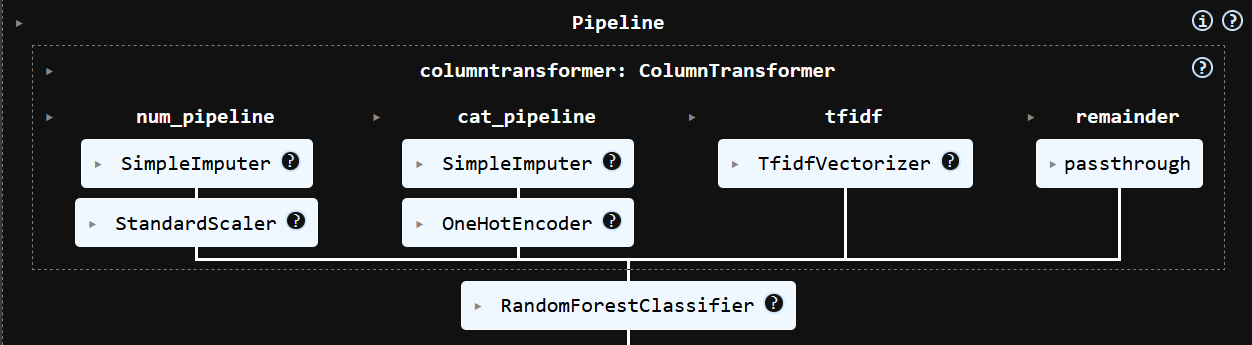 Pipeline i ?
columntransformer: ColumnTransformer ?
num_pipeline cat_pipeline tfidf remainder
SimpleImputer ? SimpleImputer ? TfidfVectorizer ? passthrough
StandardScaler ? OneHotEncoder ?
RandomForestClassifier ?